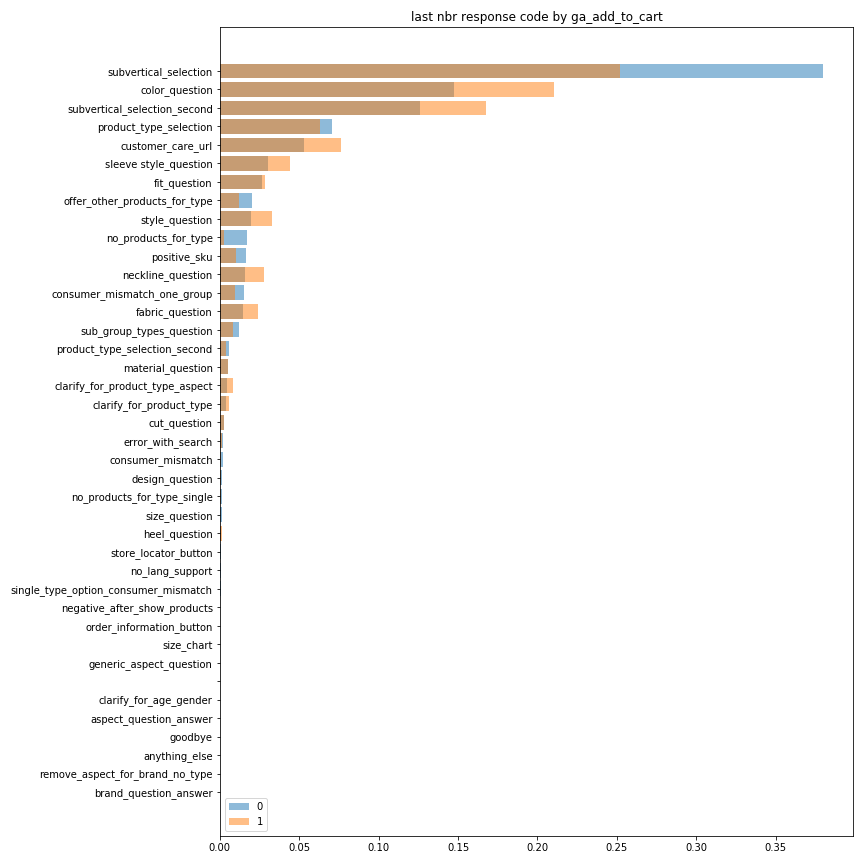 last nbr response code by ga_add_to_cart
subvertical_selection
color_question
subvertical_selection_second
product_type_selection
customer_care_url
sleeve style_question
fit_question
offer_other_products_for_type
style_question
no_products_for_type
positive_sku
neckline_question
consumer_mismatch_one_group
fabric_question
sub_group_types_question
product_type_selection_second
material_question
clarify_for_product_type_aspect
clarify_for_product_type
cut_question
error_with_search
consumer_mismatch
design_question
no_products_for_type_single
size_question
heel_question
store_locator_button
no_lang_support
single_type_option_consumer_mismatch
negative_after_show_products
order_information_button
size_chart
generic_aspect_question
clarify_for_age_gender
aspect_question_answer
goodbye
anything_else
remove_aspect_for_brand_no_type
brand_question_answer
0
1
0.00 0.05 0.10 0.15 0.20 0.25 0.30 0.35